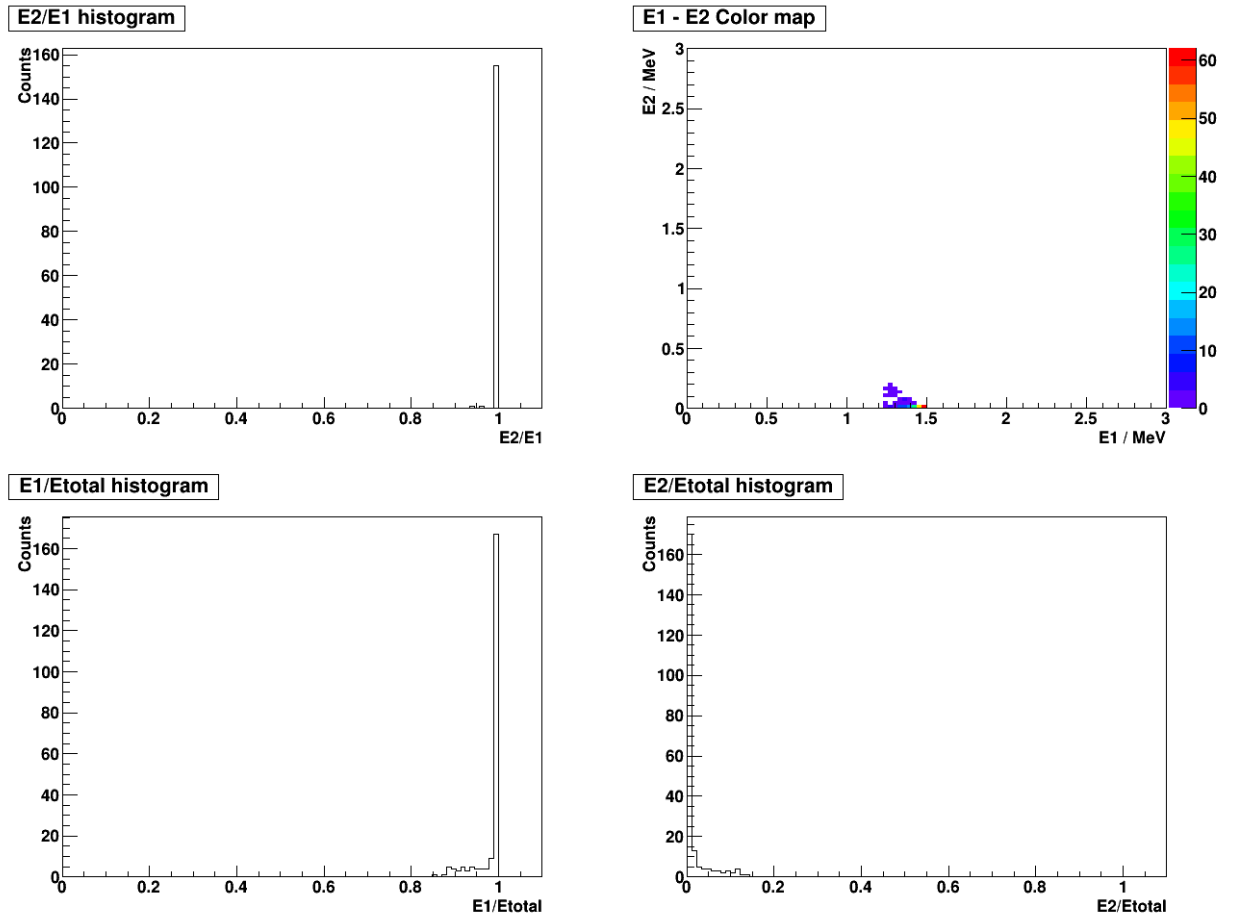 E2/E1 histogram
Counts
160
140
120
100
80
60
40
20
0
0 0.2 0.4 0.6 0.8 1
E2/E1
E1 - E2 Color map
E2 / MeV
3
2.5
2
1.5
1
0.5
0
0 0.5 1 1.5 2 2.5 3
E1 / MeV
60
50
40
30
20
10
0
E1/Etotal histogram
Counts
160
140
120
100
80
60
40
20
0
0 0.2 0.4 0.6 0.8 1
E1/Etotal
E2/Etotal histogram
Counts
160
140
120
100
80
60
40
20
0
0 0.2 0.4 0.6 0.8 1
E2/Etotal